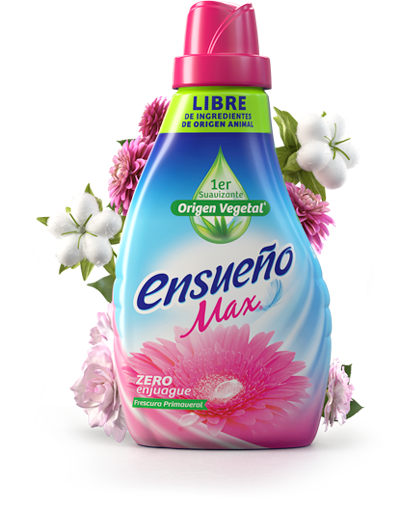 LIBRE
DE INGREDIENTES
DE ORIGEN ANIMAL
1er
Suavizante
Origen Vegetal*
ensueño
Max
ZERO
enjuague
Frescura Primaveral